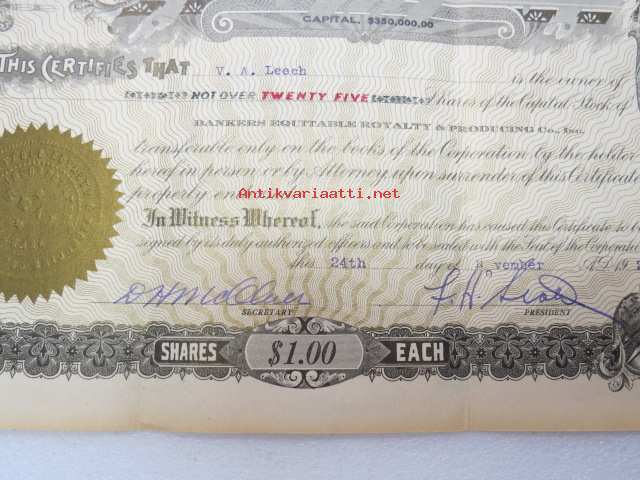 CAPITAL, $350,000.00
THIS CERTIFIES THAT V. A. Leech is the owner of
NOT OVER TWENTY FIVE Shares of the Capital Stock of
BANKERS EQUITABLE ROYALTY & PRODUCING Co., Inc.
transferable only on the books of the Corporation by the holder
hereof in person or by Attorney upon surrender of this Certificate
properly
Antikvariaatti.net
In Witness Whereof, the said Corporation has caused this Certificate to be
signed by its duly authorized officers and to be sealed with the Seal of the Corporation
this 24th day of November A.D. 19
SECRETARY PRESIDENT
SHARES $1.00 EACH